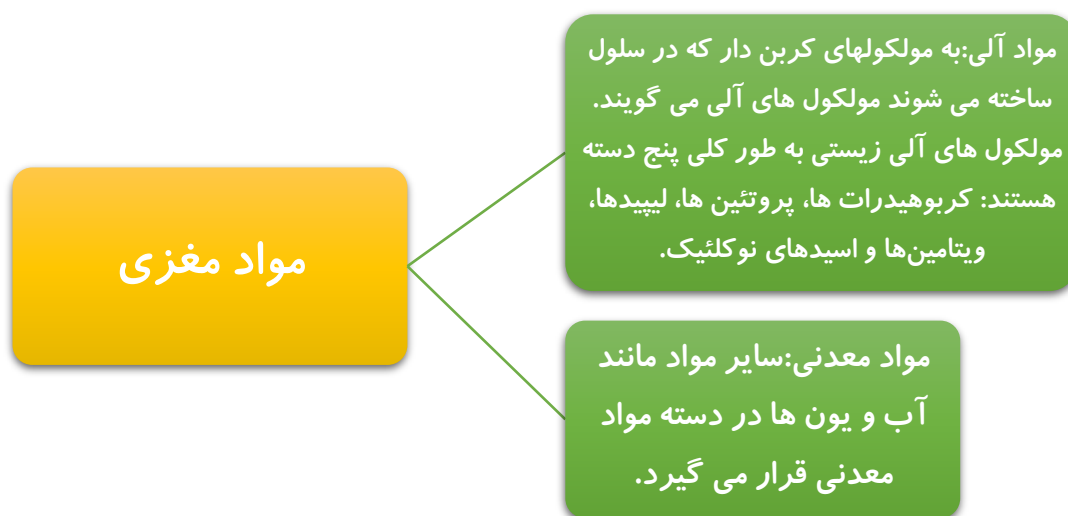 مواد مغزی
مواد آلی:به مولکولهای کربن دار که در سلول
ساخته می شوند مولکول های آلی می گویند.
مولکول های آلی زیستی به طور کلی پنج دسته
هستند: کربوهیدرات ها، پروتئین ها، لیپیدها،
ویتامین‌ها و اسیدهای نوکلئیک.
مواد معدنی:سایر مواد مانند
آب و یون ها در دسته مواد
معدنی قرار می گیرد.